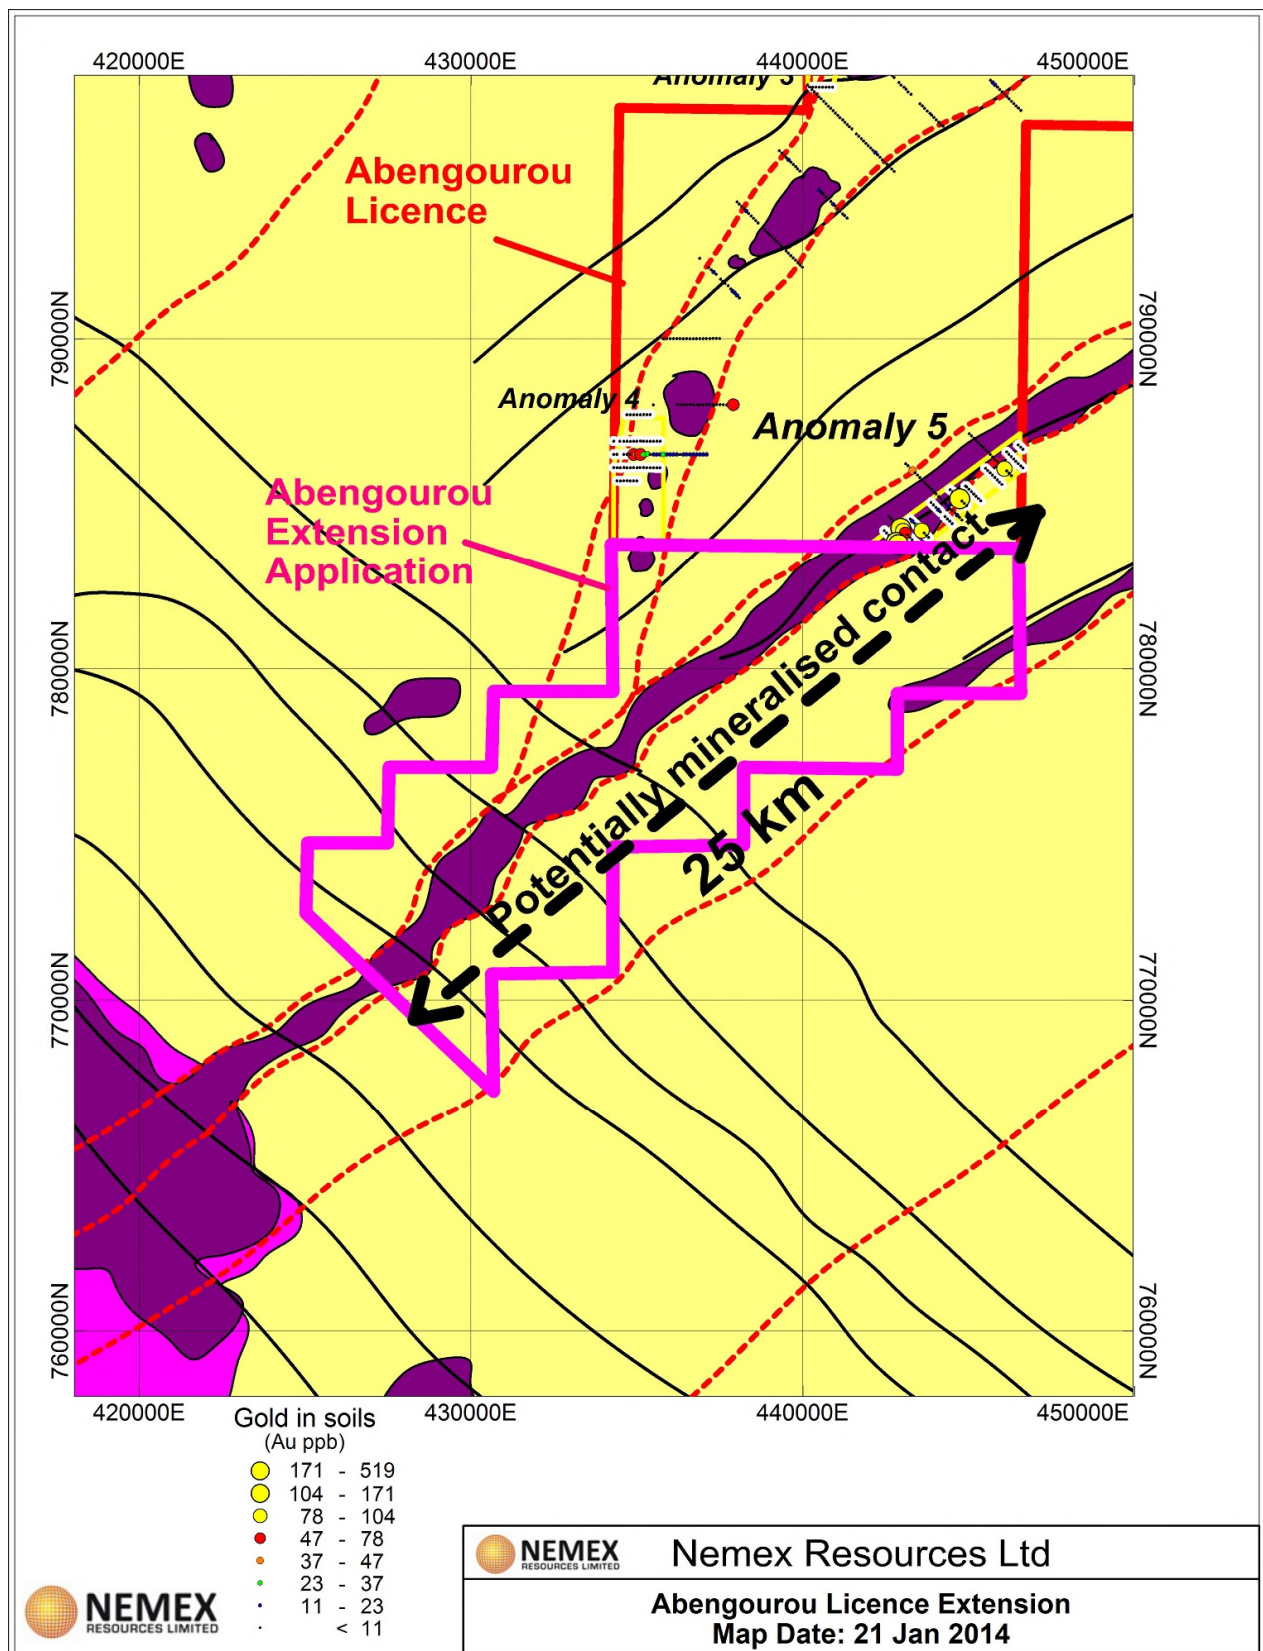 420000E 430000E 440000E 450000E
Anomaly 3
Abengourou
Licence
790000N
790000N
Anomaly 4
Anomaly 5
Abengourou
Extension
Application
780000N
780000N
Potentially mineralised contact
25 km
770000N
770000N
760000N
760000N
420000E 430000E 440000E 450000E
Gold in soils
(Au ppb)
171 - 519
104 - 171
78 - 104
47 - 78
37 - 47
23 - 37
11 - 23
< 11
NEMEX
RESOURCES LIMITED
NEMEX
RESOURCES LIMITED
Nemex Resources Ltd
Abengourou Licence Extension
Map Date: 21 Jan 2014